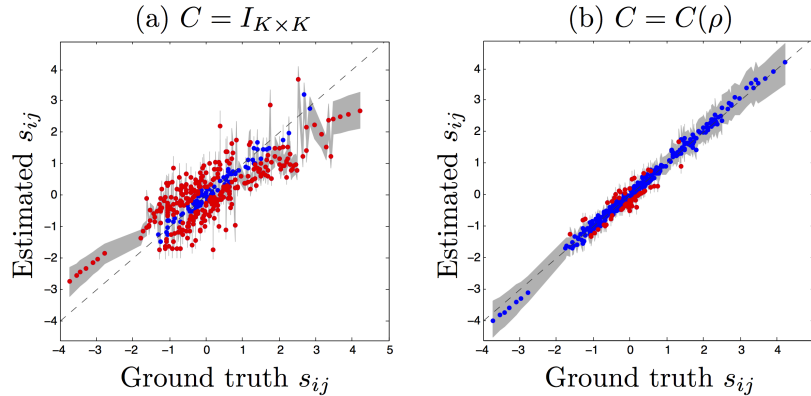 (a) C = I_{K×K}
4
3
2
1
0
−1
−2
−3
−4
−4 −3 −2 −1 0 1 2 3 4 5
Estimated s_{ij}
Ground truth s_{ij}
(b) C = C(ρ)
4
3
2
1
0
−1
−2
−3
−4
−4 −3 −2 −1 0 1 2 3 4
Estimated s_{ij}
Ground truth s_{ij}